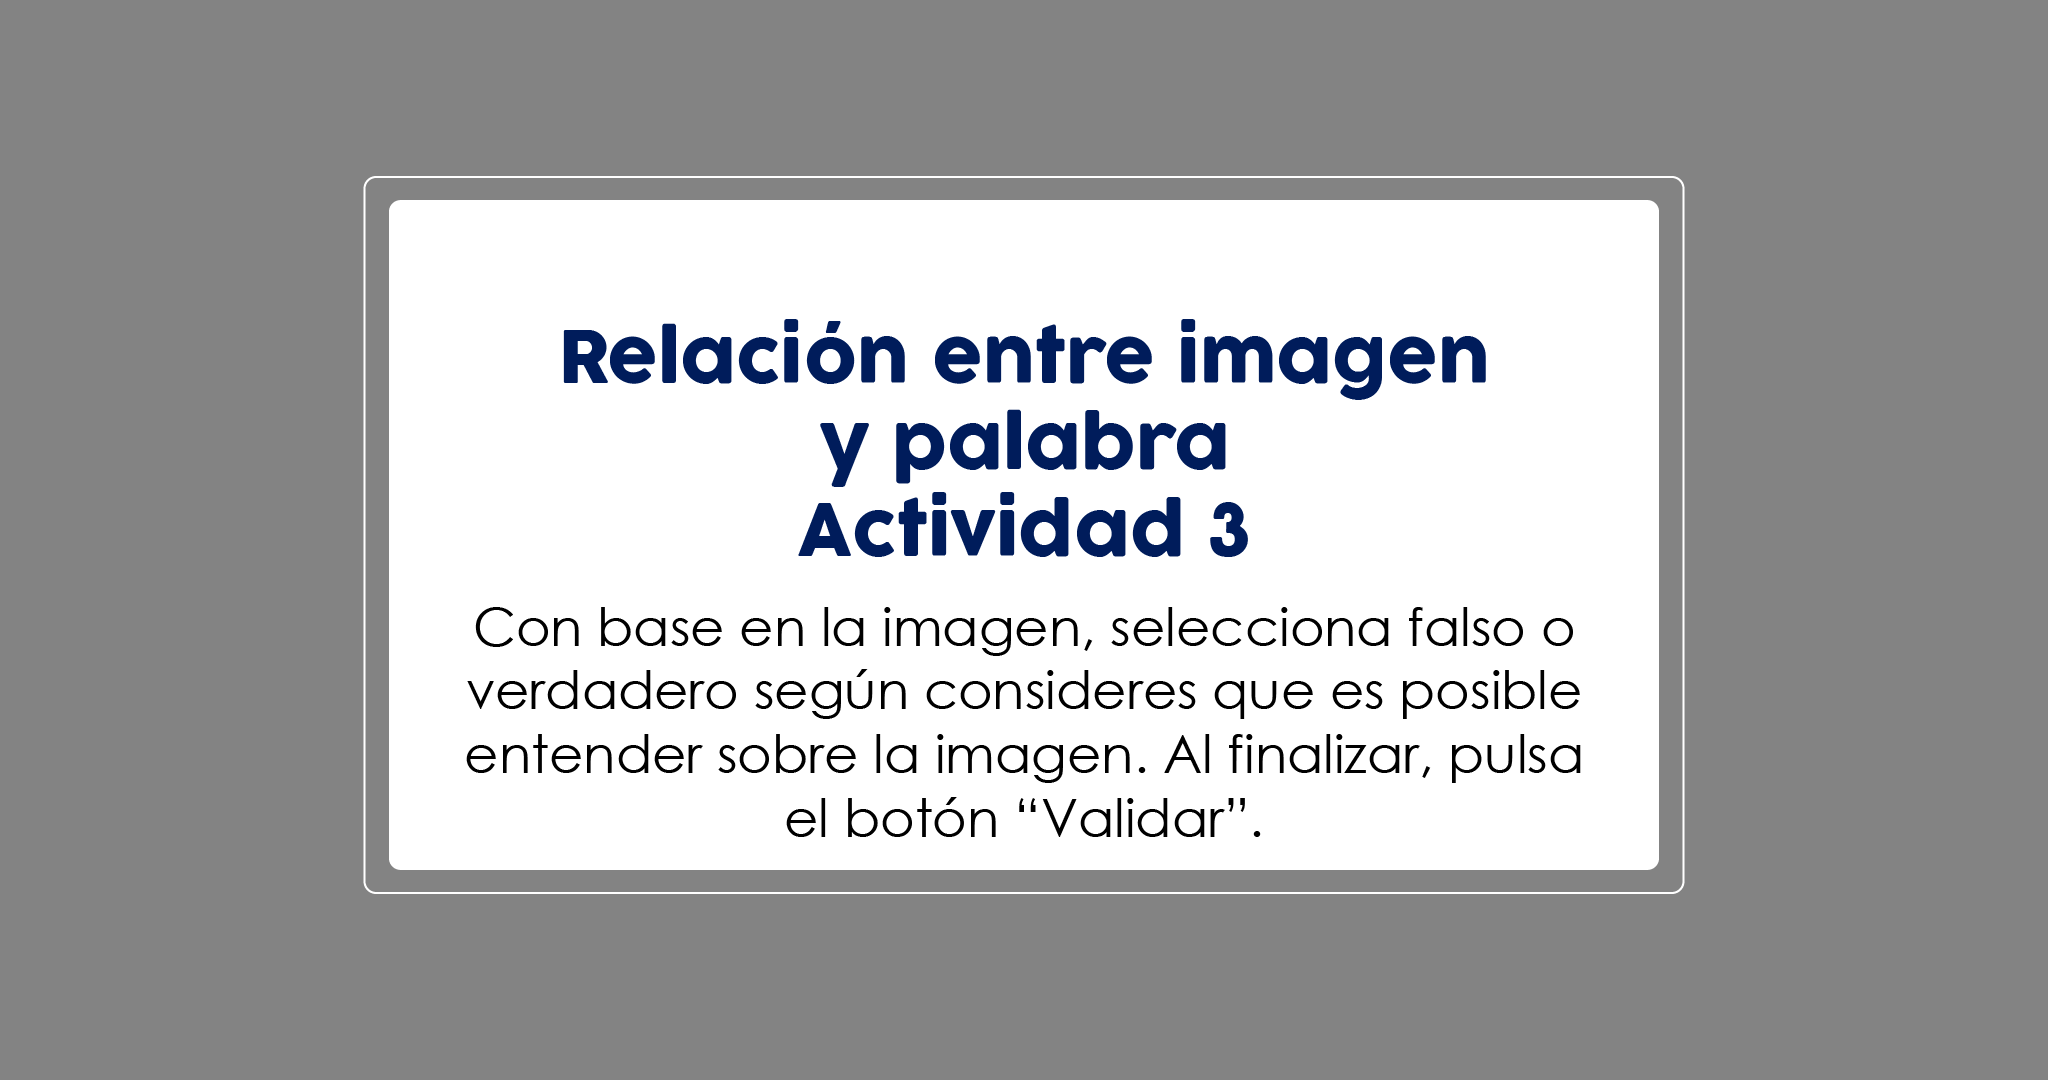 Relación entre imagen
y palabra
Actividad 3
Con base en la imagen, selecciona falso o
verdadero según consideres que es posible
entender sobre la imagen. Al finalizar, pulsa
el botón “Validar”.